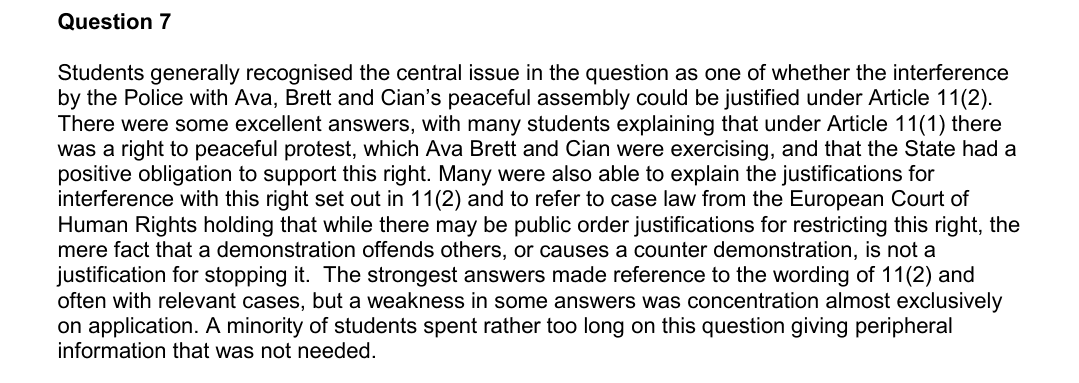 Question 7
Students generally recognised the central issue in the question as one of whether the interference
by the Police with Ava, Brett and Cian's peaceful assembly could be justified under Article 11(2).
There were some excellent answers, with many students explaining that under Article 11(1) there
was a right to peaceful protest, which Ava Brett and Cian were exercising, and that the State had a
positive obligation to support this right. Many were also able to explain the justifications for
interference with this right set out in 11(2) and to refer to case law from the European Court of
Human Rights holding that while there may be public order justifications for restricting this right, the
mere fact that a demonstration offends others, or causes a counter demonstration, is not a
justification for stopping it.  The strongest answers made reference to the wording of 11(2) and
often with relevant cases, but a weakness in some answers was concentration almost exclusively
on application. A minority of students spent rather too long on this question giving peripheral
information that was not needed.